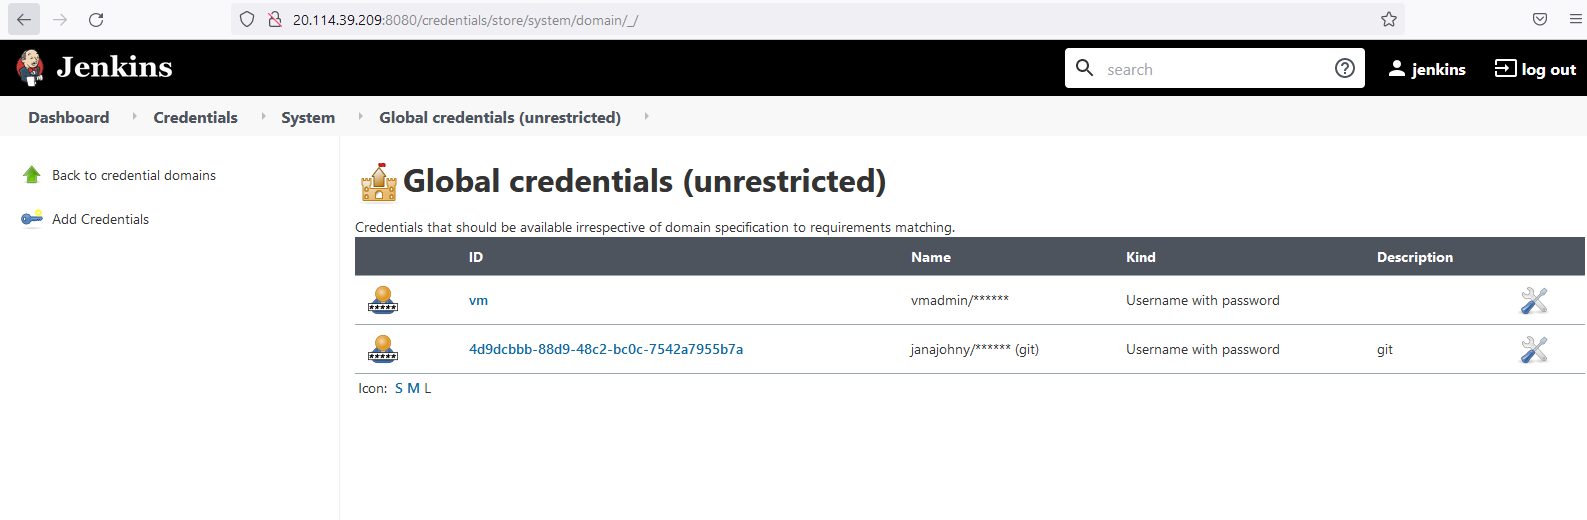 20.114.39.209:8080/credentials/store/system/domain/_/
Jenkins
search
jenkins
log out
Dashboard Credentials System Global credentials (unrestricted)
Back to credential domains
Add Credentials
Global credentials (unrestricted)
Credentials that should be available irrespective of domain specification to requirements matching.
ID Name Kind Description
vm vmadmin/****** Username with password
4d9dcbbb-88d9-48c2-bc0c-7542a7955b7a janajohny/****** (git) Username with password git
Icon: S M L